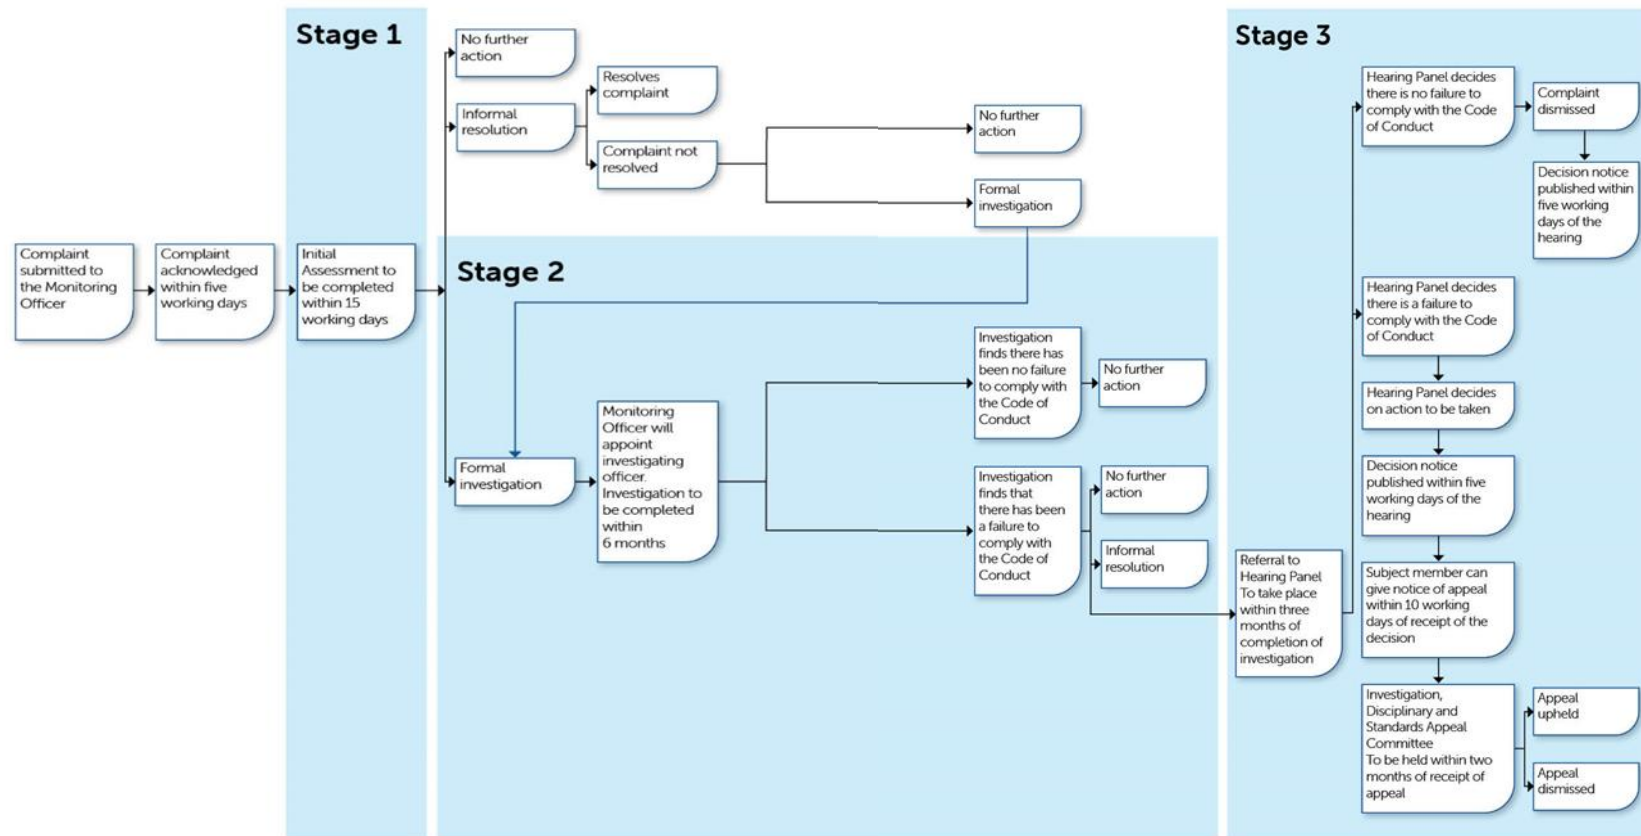 Stage 1
No further
action
Resolves
complaint
Informal
resolution
Complaint not
resolved
No further
action
Formal
investigation
Complaint
submitted to
the Monitoring
Officer
Complaint
acknowledged
within five
working days
Initial
Assessment to
be completed
within 15
working days
Stage 2
Formal
investigation
Monitoring
Officer will
appoint
investigating
officer.
Investigation to
be completed
within
6 months
Investigation
finds there has
been no failure
to comply with
the Code of
Conduct
No further
action
Investigation
finds that
there has been
a failure to
comply with
the Code of
Conduct
No further
action
Informal
resolution
Stage 3
Referral to
Hearing Panel
To take place
within three
months of
completion of
investigation
Hearing Panel decides
there is no failure to
comply with the Code
of Conduct
Complaint
dismissed
Decision notice
published within
five working
days of the
hearing
Hearing Panel decides
there is a failure to
comply with the Code
of Conduct
Hearing Panel decides
on action to be taken
Decision notice
published within five
working days of the
hearing
Subject member can
give notice of appeal
within 10 working
days of receipt of the
decision
Investigation,
Disciplinary and
Standards Appeal
Committee
To be held within two
months of receipt of
appeal
Appeal
upheld
Appeal
dismissed